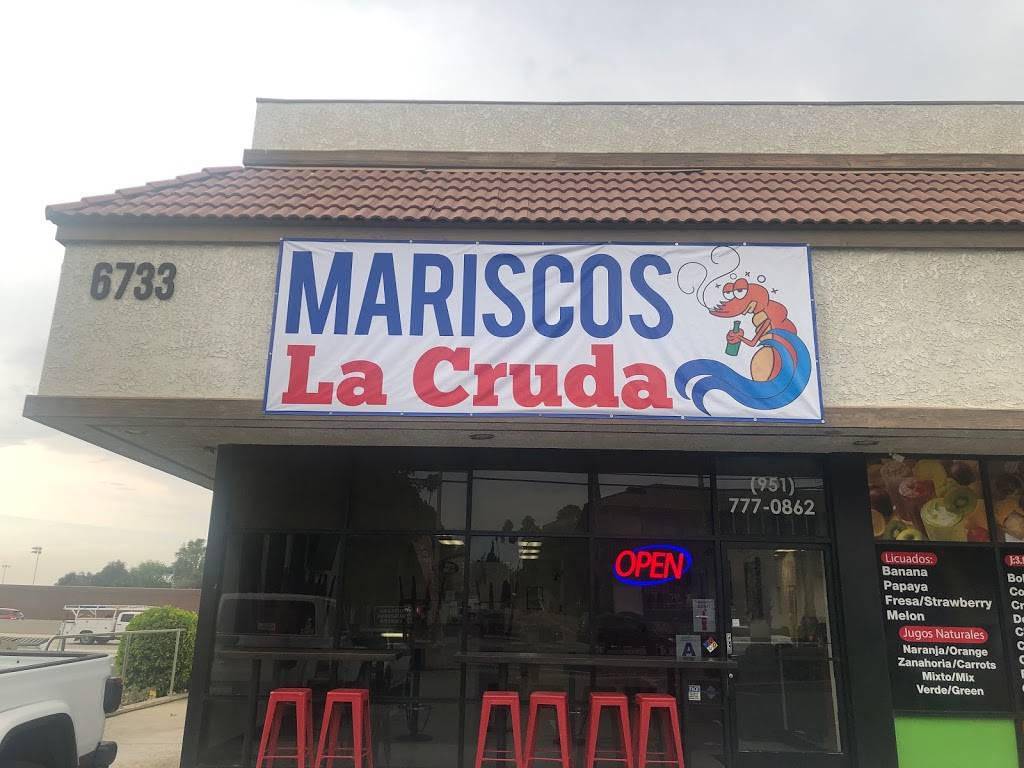 6733
MARISCOS
La Cruda
(951)
777-0862
OPEN
A
Licuados:
Banana
Papaya
Fresa/Strawberry
Melon
Jugos Naturales
Naranja/Orange
Zanahoria/Carrots
Mixto/Mix
Verde/Green